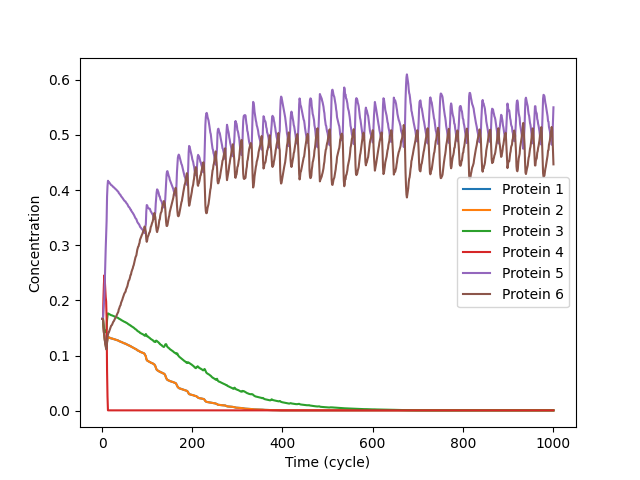 0.6
0.5
0.4
0.3
0.2
0.1
0.0
Concentration
0
200
400
600
800
1000
Time (cycle)
Protein 1
Protein 2
Protein 3
Protein 4
Protein 5
Protein 6